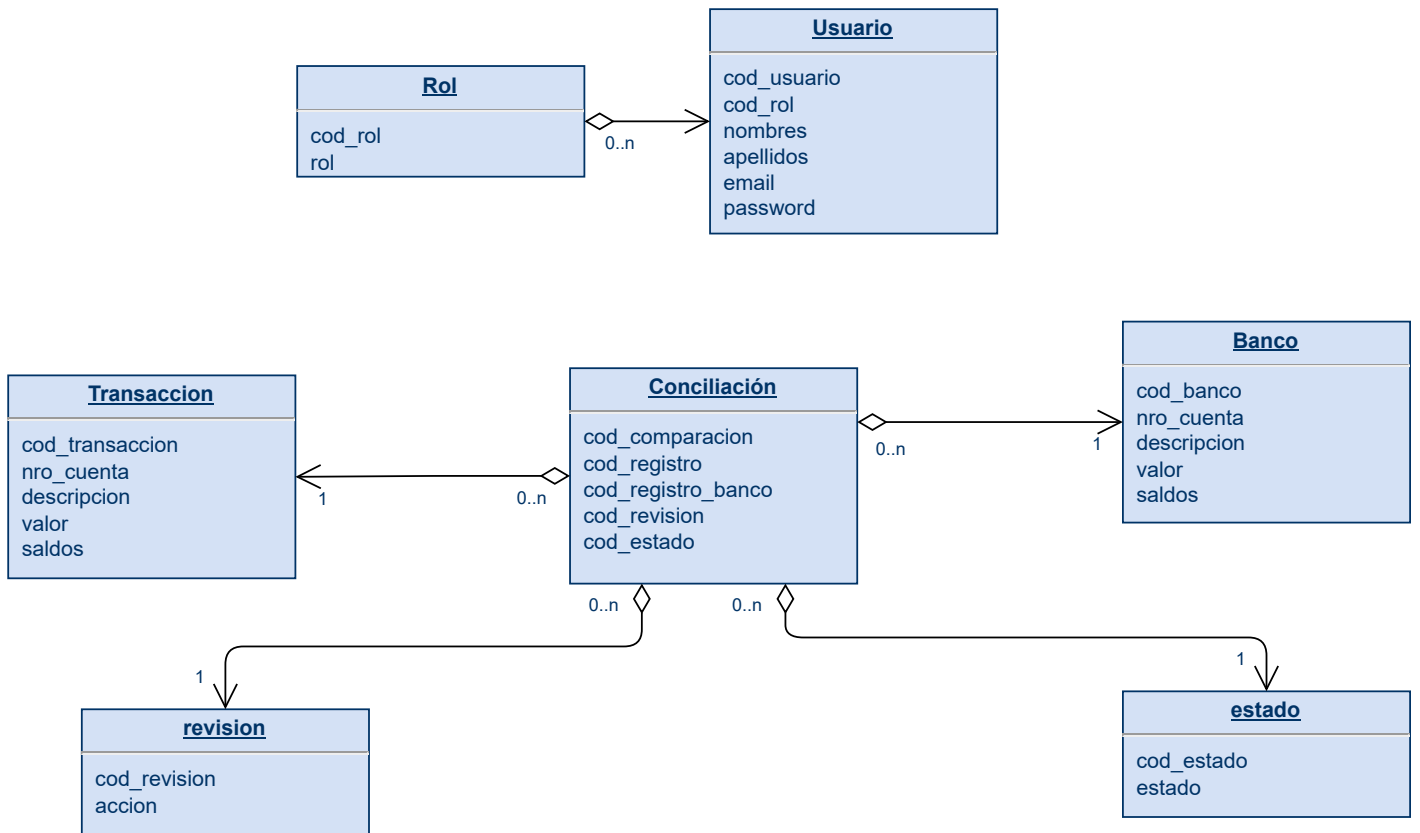 Usuario
cod_usuario
cod_rol
nombres
apellidos
email
password
Rol
cod_rol
rol
0..n
Banco
cod_banco
nro_cuenta
descripcion
valor
saldos
Transaccion
cod_transaccion
nro_cuenta
descripcion
valor
saldos
Conciliación
cod_comparacion
cod_registro
cod_registro_banco
cod_revision
cod_estado
0..n
1
1
0..n
0..n
0..n
1
1
revision
cod_revision
accion
estado
cod_estado
estado